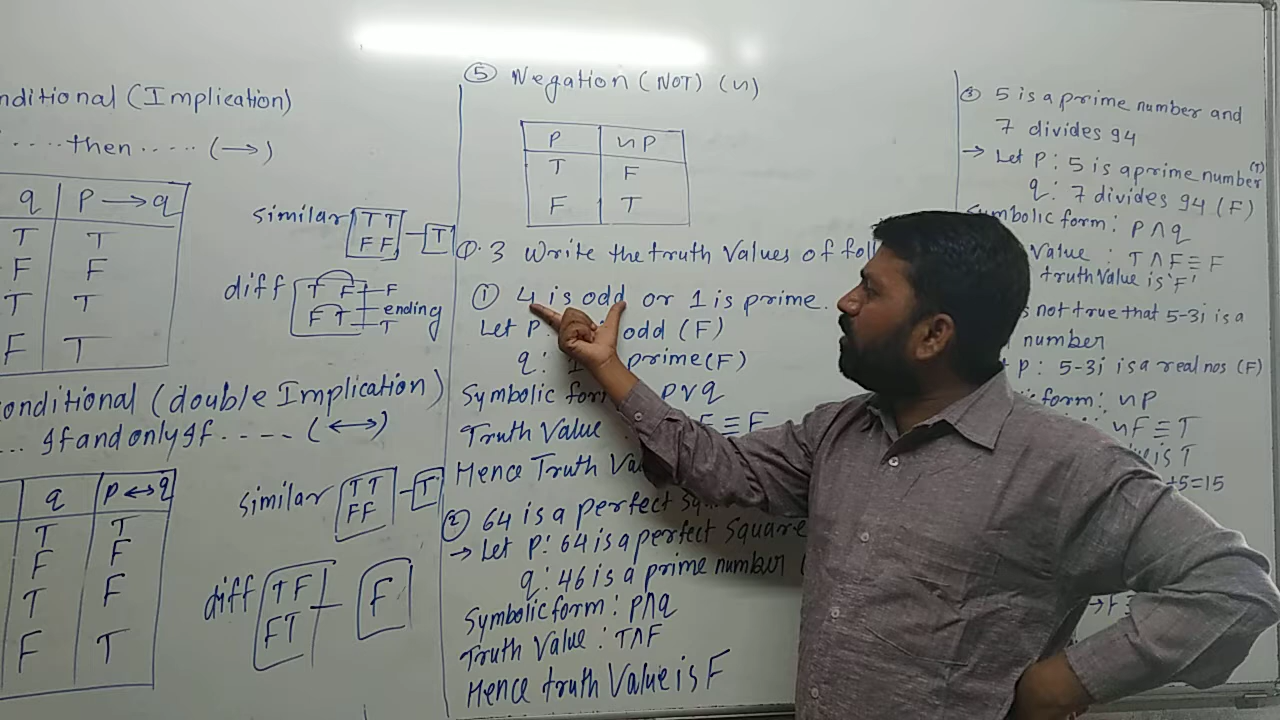 nditional (Implication)
.... then ..... (→)
q P → q
T T
F F
T T
F T
similar TT FF T
diff T F F
F T T
ending
onditional (double Implication)
... If and only If ..... (↔)
q P ↔ q
T T
F F
T F
F T
similar TT FF T
diff TF FT F
⑤ Negation (NOT) (~)
P ~P
T F
F T
Q.3 Write the truth Values of
① 4 is odd or 1 is prime.
Let P: odd (F)
q: prime (F)
Symbolic form P∨q
Truth Value F ≡ F
Hence Truth
② 64 is a perfect
→ Let P: 64 is a perfect Square
q: 46 is a prime number
Symbolic form: P∧q
Truth Value: T∧F
Hence truth Value is F
③ 5 is a prime number and
7 divides 94
→ Let P: 5 is a prime number (T)
q: 7 divides 94 (F)
Symbolic form: P∧q
Value : T∧F ≡ F
truth Value is 'F'
not true that 5-3i is a
number
P: 5-3i is a real nos (F)
form: ~P
~F ≡ T
is T
+5=15